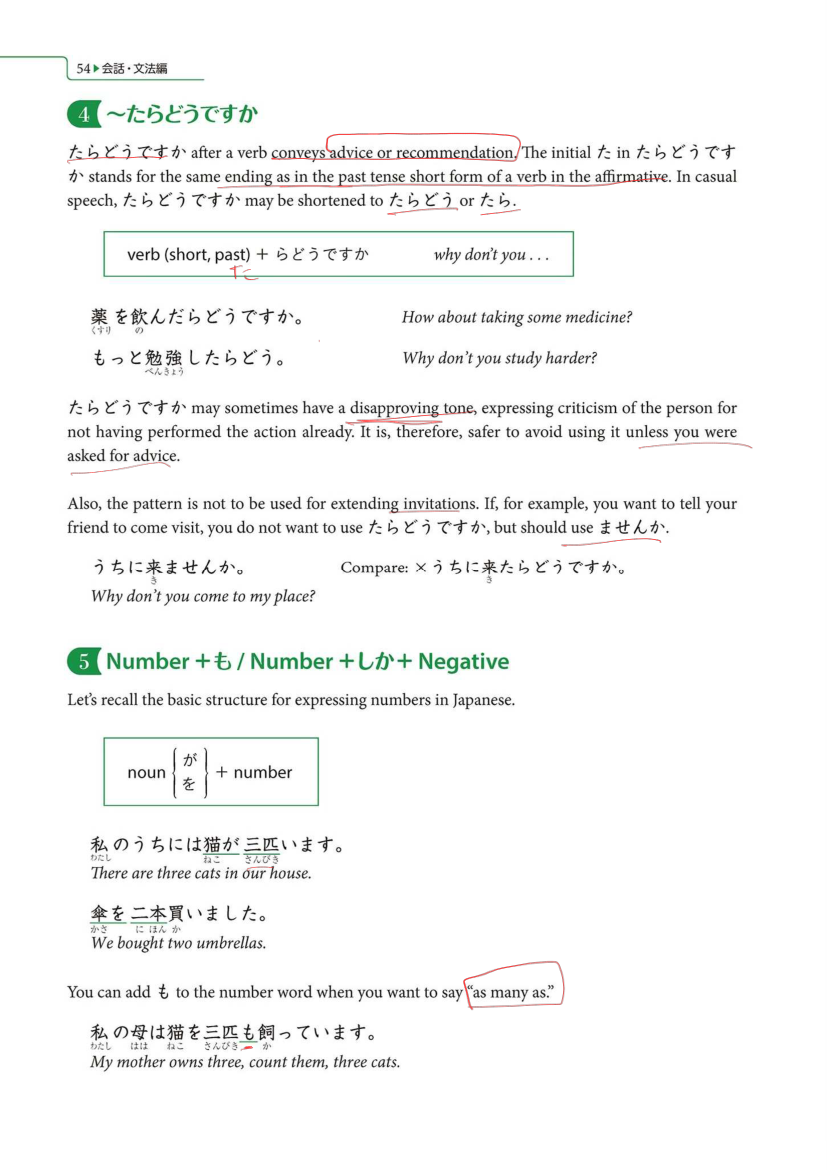 54▶会話・文法編
4 〜たらどうですか
たらどうですか after a verb conveys advice or recommendation. The initial た in たらどうです
か stands for the same ending as in the past tense short form of a verb in the affirmative. In casual
speech, たらどうですか may be shortened to たらどう or たら.
verb (short, past) + らどうですか why don't you . . .
た
薬を飲んだらどうですか。 How about taking some medicine?
くすり の
もっと勉強したらどう。 Why don't you study harder?
べんきょう
たらどうですか may sometimes have a disapproving tone, expressing criticism of the person for
not having performed the action already. It is, therefore, safer to avoid using it unless you were
asked for advice.
Also, the pattern is not to be used for extending invitations. If, for example, you want to tell your
friend to come visit, you do not want to use たらどうですか, but should use ませんか.
うちに来ませんか。 Compare: ×うちに来たらどうですか。
き き
Why don't you come to my place?
5 Number+も / Number+しか+ Negative
Let's recall the basic structure for expressing numbers in Japanese.
noun { が を } + number
私のうちには猫が三匹います。
わたし ねこ さんびき
There are three cats in our house.
傘を二本買いました。
かさ に ほん か
We bought two umbrellas.
You can add も to the number word when you want to say "as many as."
私の母は猫を三匹も飼っています。
わたし はは ねこ さんびき か
My mother owns three, count them, three cats.